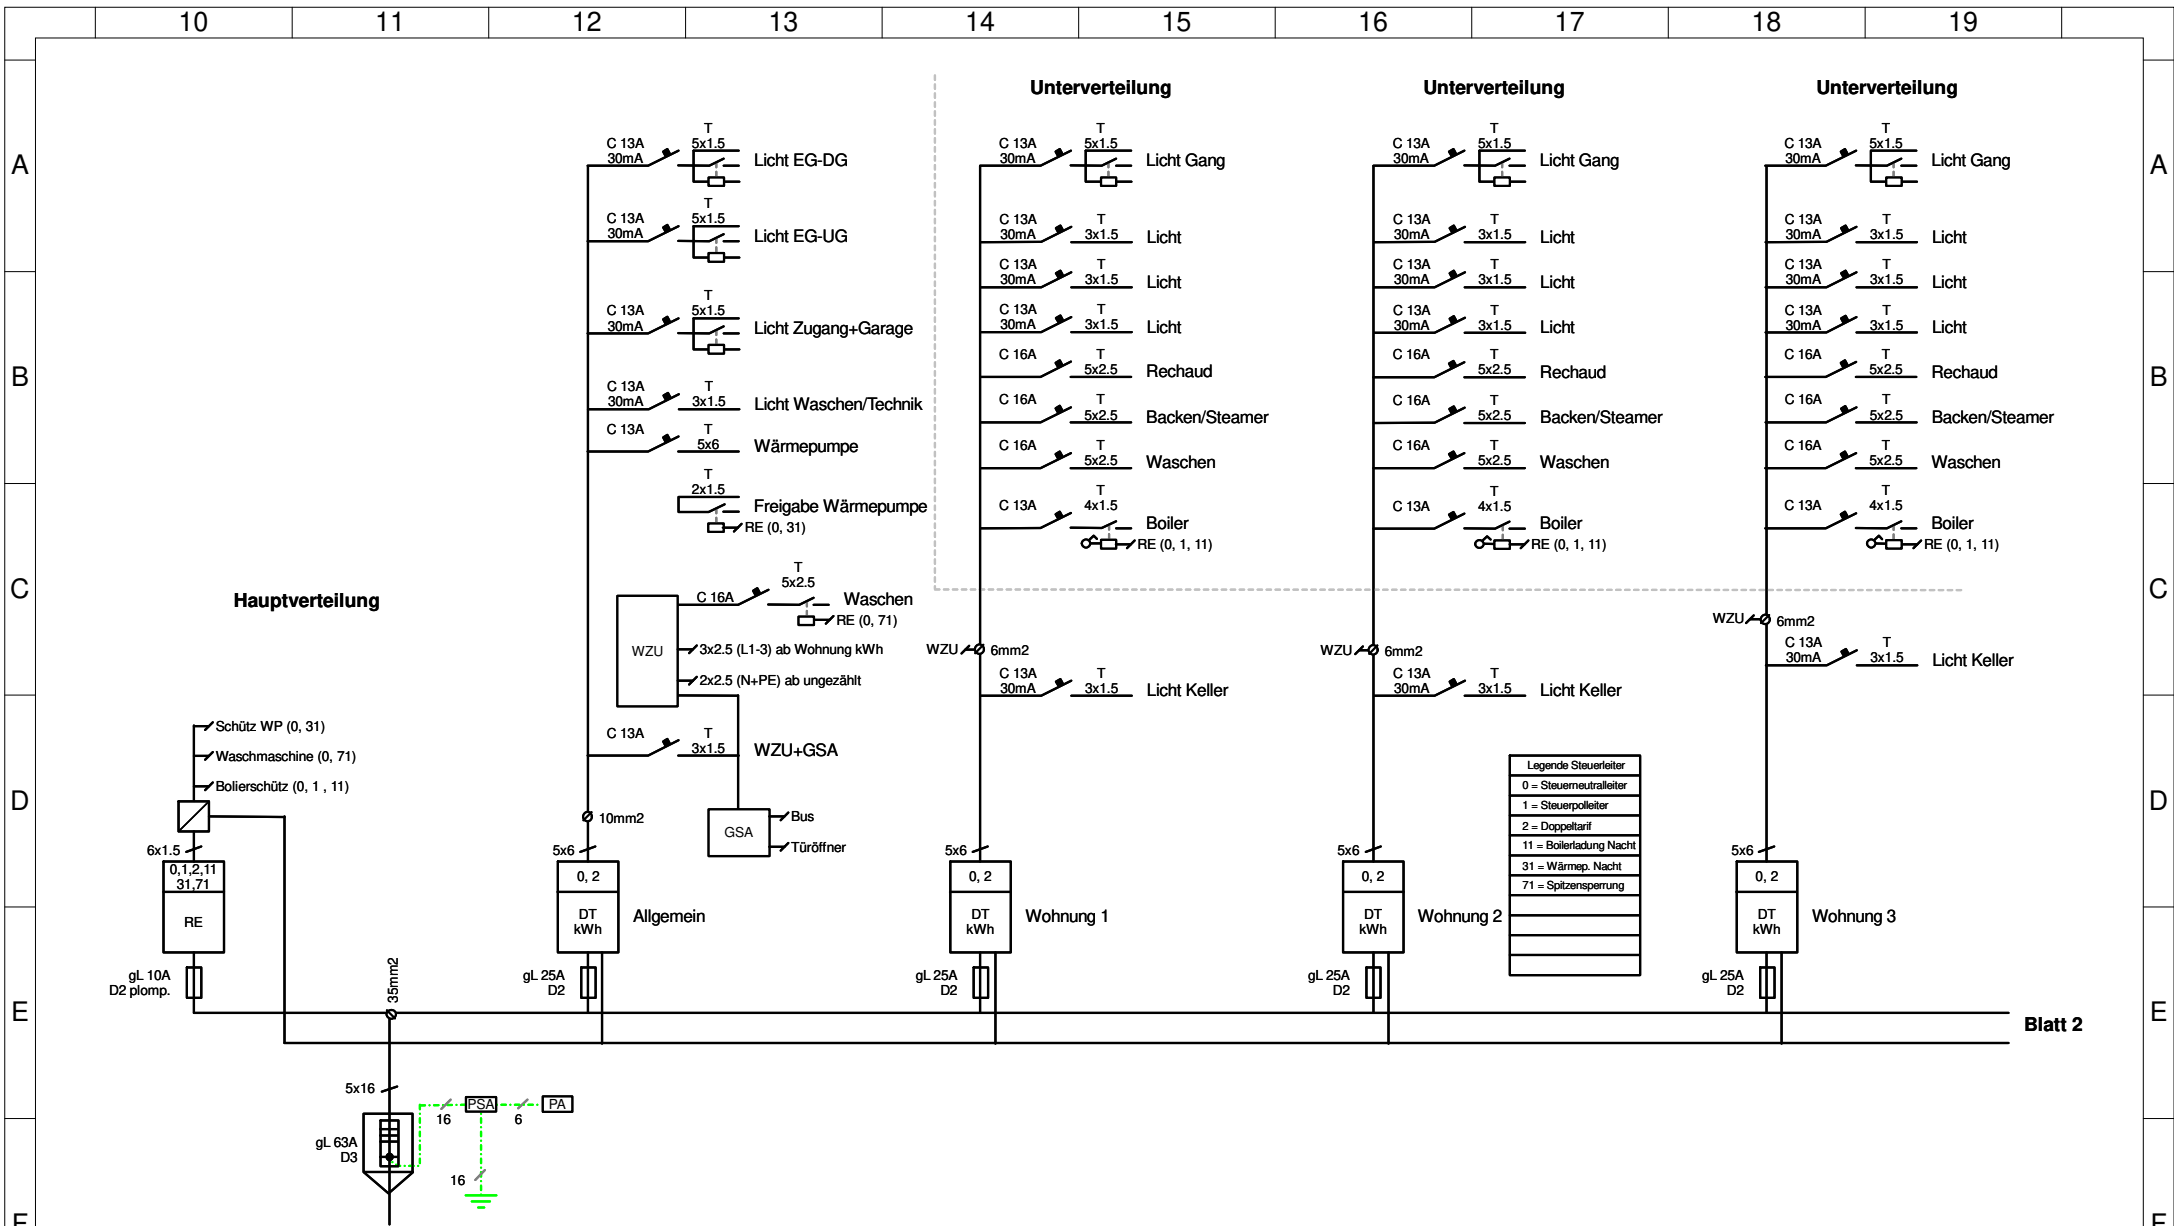 10 11 12 13 14 15 16 17 18 19
A
A
B
B
C
C
D
D
E
E
F
F
Hauptverteilung
Schütz WP (0, 31)
Waschmaschine (0, 71)
Bolierschütz (0, 1 , 11)
6x1.5
0,1,2,11
31,71
RE
gL 10A
D2 plomp.
35mm2
5x16
gL 63A
D3
16
PSA
6
PA
16
C 13A
30mA
T
5x1.5
Licht EG-DG
C 13A
30mA
T
5x1.5
Licht EG-UG
C 13A
30mA
T
5x1.5
Licht Zugang+Garage
C 13A
30mA
T
3x1.5
Licht Waschen/Technik
C 13A
T
5x6
Wärmepumpe
T
2x1.5
Freigabe Wärmepumpe
RE (0, 31)
WZU
C 16A
T
5x2.5
Waschen
RE (0, 71)
3x2.5 (L1-3) ab Wohnung kWh
2x2.5 (N+PE) ab ungezählt
C 13A
T
3x1.5
WZU+GSA
10mm2
GSA
Bus
Türöffner
5x6
0, 2
DT
kWh
Allgemein
gL 25A
D2
Unterverteilung
C 13A
30mA
T
5x1.5
Licht Gang
C 13A
30mA
T
3x1.5
Licht
C 13A
30mA
T
3x1.5
Licht
C 13A
30mA
T
3x1.5
Licht
C 16A
T
5x2.5
Rechaud
C 16A
T
5x2.5
Backen/Steamer
C 16A
T
5x2.5
Waschen
C 13A
T
4x1.5
Boiler
RE (0, 1, 11)
WZU
6mm2
C 13A
30mA
T
3x1.5
Licht Keller
5x6
0, 2
DT
kWh
Wohnung 1
gL 25A
D2
Unterverteilung
C 13A
30mA
T
5x1.5
Licht Gang
C 13A
30mA
T
3x1.5
Licht
C 13A
30mA
T
3x1.5
Licht
C 13A
30mA
T
3x1.5
Licht
C 16A
T
5x2.5
Rechaud
C 16A
T
5x2.5
Backen/Steamer
C 16A
T
5x2.5
Waschen
C 13A
T
4x1.5
Boiler
RE (0, 1, 11)
WZU
6mm2
C 13A
30mA
T
3x1.5
Licht Keller
5x6
0, 2
DT
kWh
Wohnung 2
gL 25A
D2
Legende Steuerleiter
0 = Steuerneutralleiter
1 = Steuerpolleiter
2 = Doppeltarif
11 = Boilerladung Nacht
31 = Wärmep. Nacht
71 = Spitzensperrung
Unterverteilung
C 13A
30mA
T
5x1.5
Licht Gang
C 13A
30mA
T
3x1.5
Licht
C 13A
30mA
T
3x1.5
Licht
C 13A
30mA
T
3x1.5
Licht
C 16A
T
5x2.5
Rechaud
C 16A
T
5x2.5
Backen/Steamer
C 16A
T
5x2.5
Waschen
C 13A
T
4x1.5
Boiler
RE (0, 1, 11)
WZU
6mm2
C 13A
30mA
T
3x1.5
Licht Keller
5x6
0, 2
DT
kWh
Wohnung 3
gL 25A
D2
Blatt 2